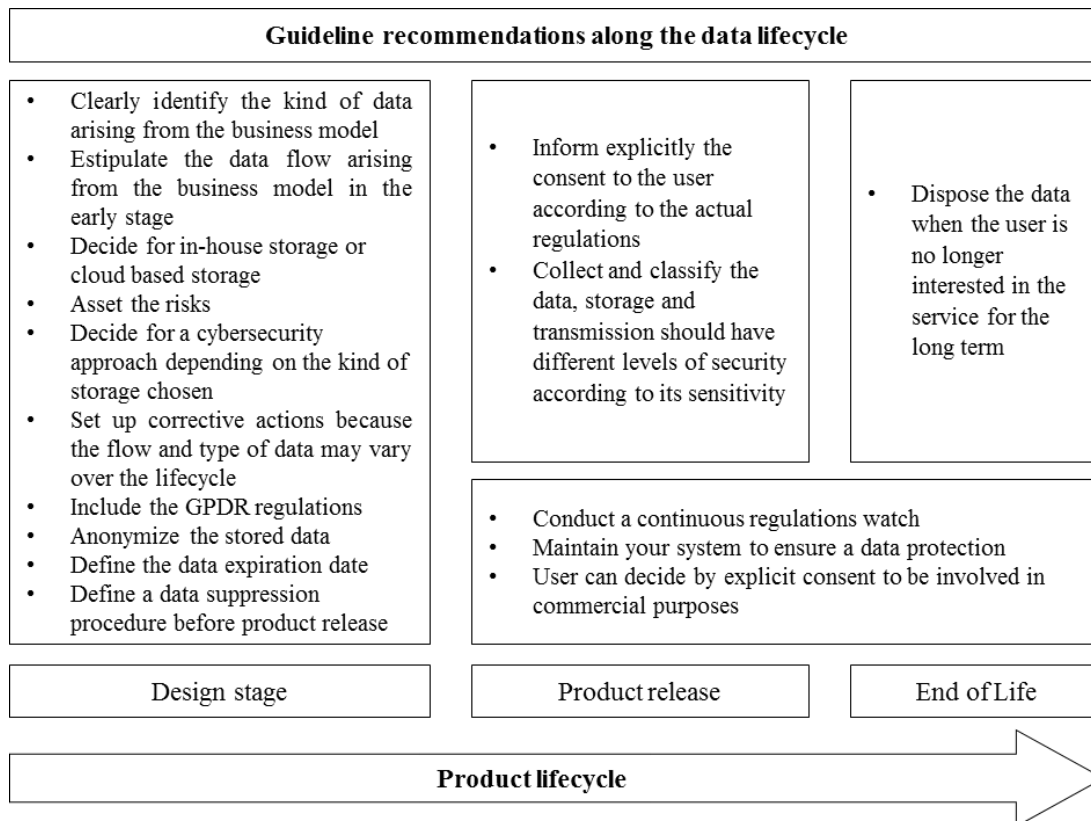 Guideline recommendations along the data lifecycle
• Clearly identify the kind of data
arising from the business model
• Estipulate the data flow arising
from the business model in the
early stage
• Decide for in-house storage or
cloud based storage
• Asset the risks
• Decide for a cybersecurity
approach depending on the kind of
storage chosen
• Set up corrective actions because
the flow and type of data may vary
over the lifecycle
• Include the GPDR regulations
• Anonymize the stored data
• Define the data expiration date
• Define a data suppression
procedure before product release
• Inform explicitly the
consent to the user
according to the actual
regulations
• Collect and classify the
data, storage and
transmission should have
different levels of security
according to its sensitivity
• Dispose the data
when the user is
no longer
interested in the
service for the
long term
• Conduct a continuous regulations watch
• Maintain your system to ensure a data protection
• User can decide by explicit consent to be involved in
commercial purposes
Design stage
Product release
End of Life
Product lifecycle